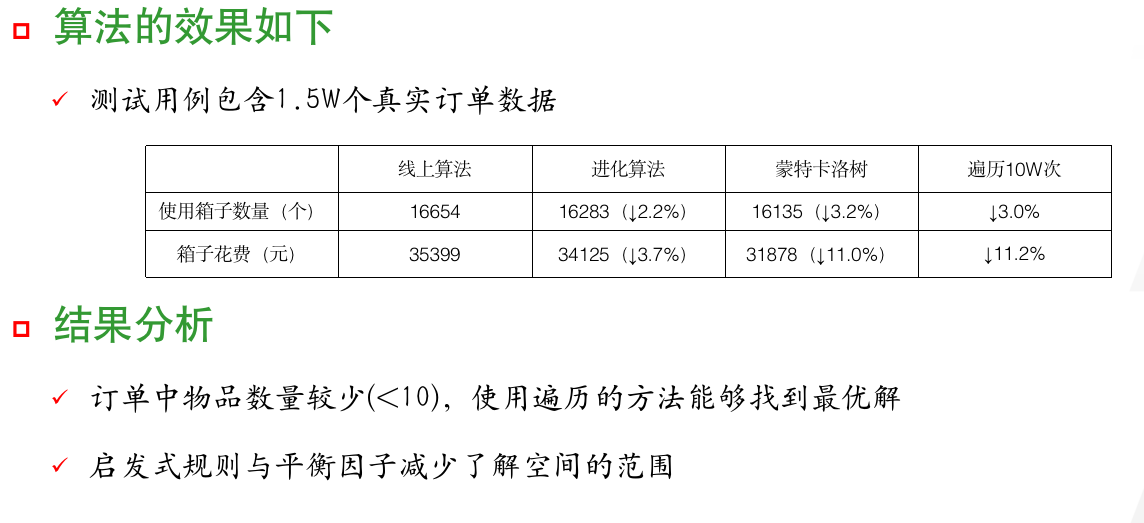 算法的效果如下
测试用例包含1.5W个真实订单数据
线上算法 进化算法 蒙特卡洛树 遍历10W次
使用箱子数量（个） 16654 16283（↓2.2%） 16135（↓3.2%） ↓3.0%
箱子花费（元） 35399 34125（↓3.7%） 31878（↓11.0%） ↓11.2%
结果分析
订单中物品数量较少(<10)，使用遍历的方法能够找到最优解
启发式规则与平衡因子减少了解空间的范围